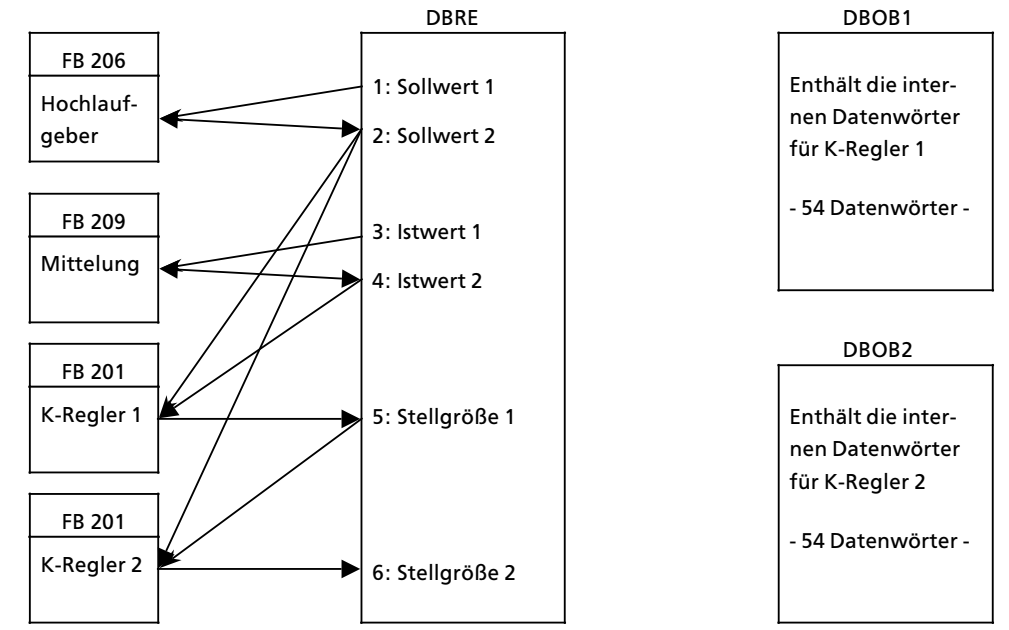 FB 206
Hochlauf-
geber
FB 209
Mittelung
FB 201
K-Regler 1
FB 201
K-Regler 2
DBRE
1: Sollwert 1
2: Sollwert 2
3: Istwert 1
4: Istwert 2
5: Stellgröße 1
6: Stellgröße 2
DBOB1
Enthält die inter-
nen Datenwörter
für K-Regler 1
- 54 Datenwörter -
DBOB2
Enthält die inter-
nen Datenwörter
für K-Regler 2
- 54 Datenwörter -